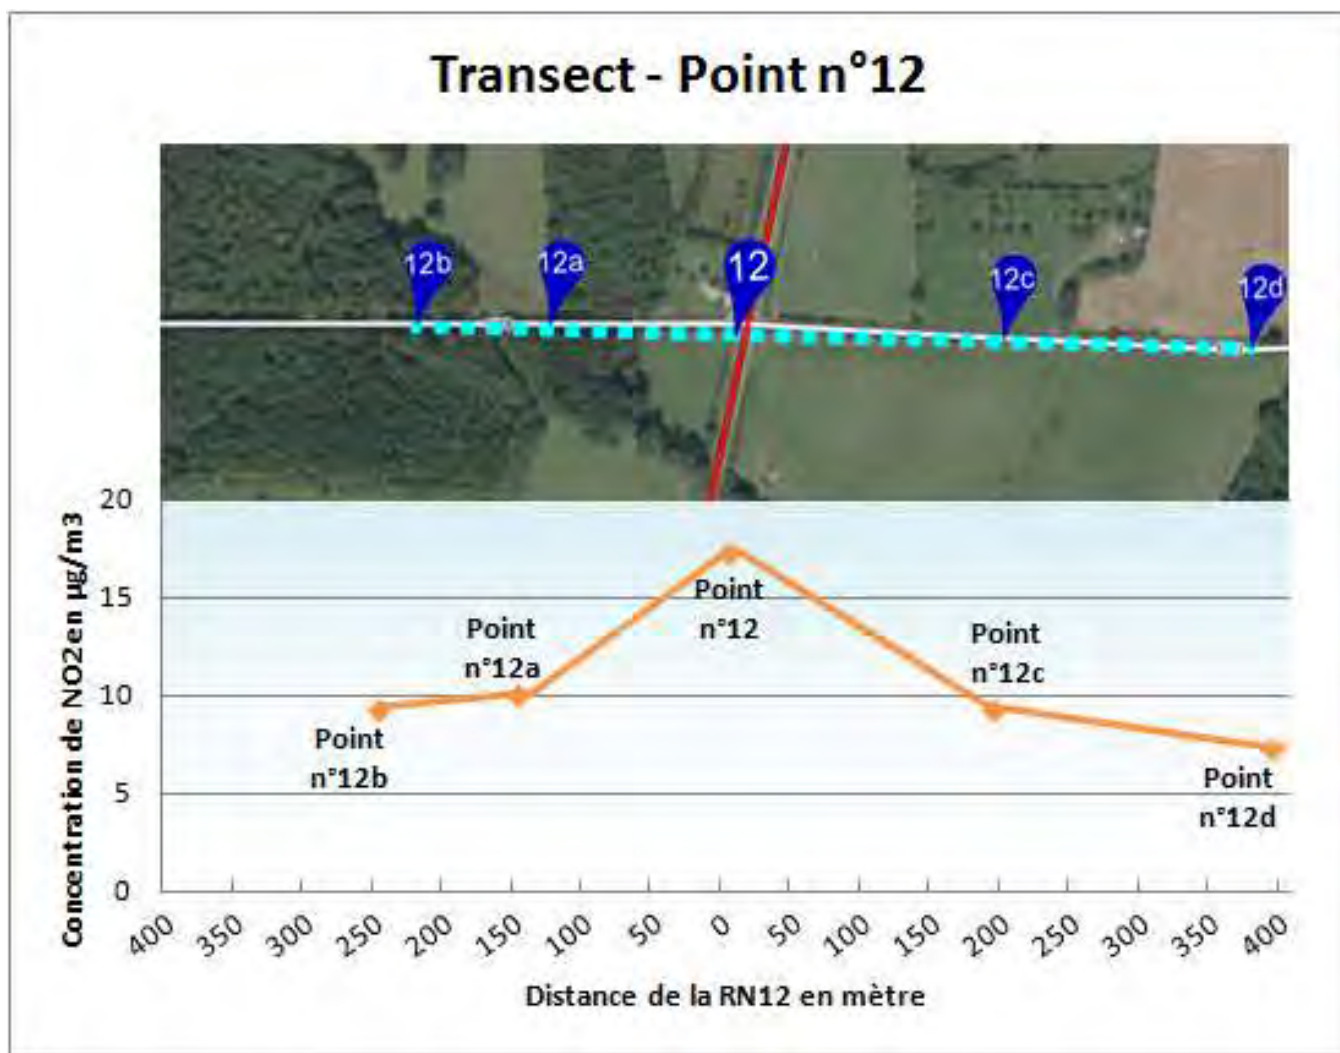 Transect - Point n°12
12b
12a
12
12c
12d
Concentration de NO2 en µg/m3
20
15
10
5
0
Point
n°12b
Point
n°12a
Point
n°12
Point
n°12c
Point
n°12d
400 350 300 250 200 150 100 50 0 50 100 150 200 250 300 350 400
Distance de la RN12 en mètre